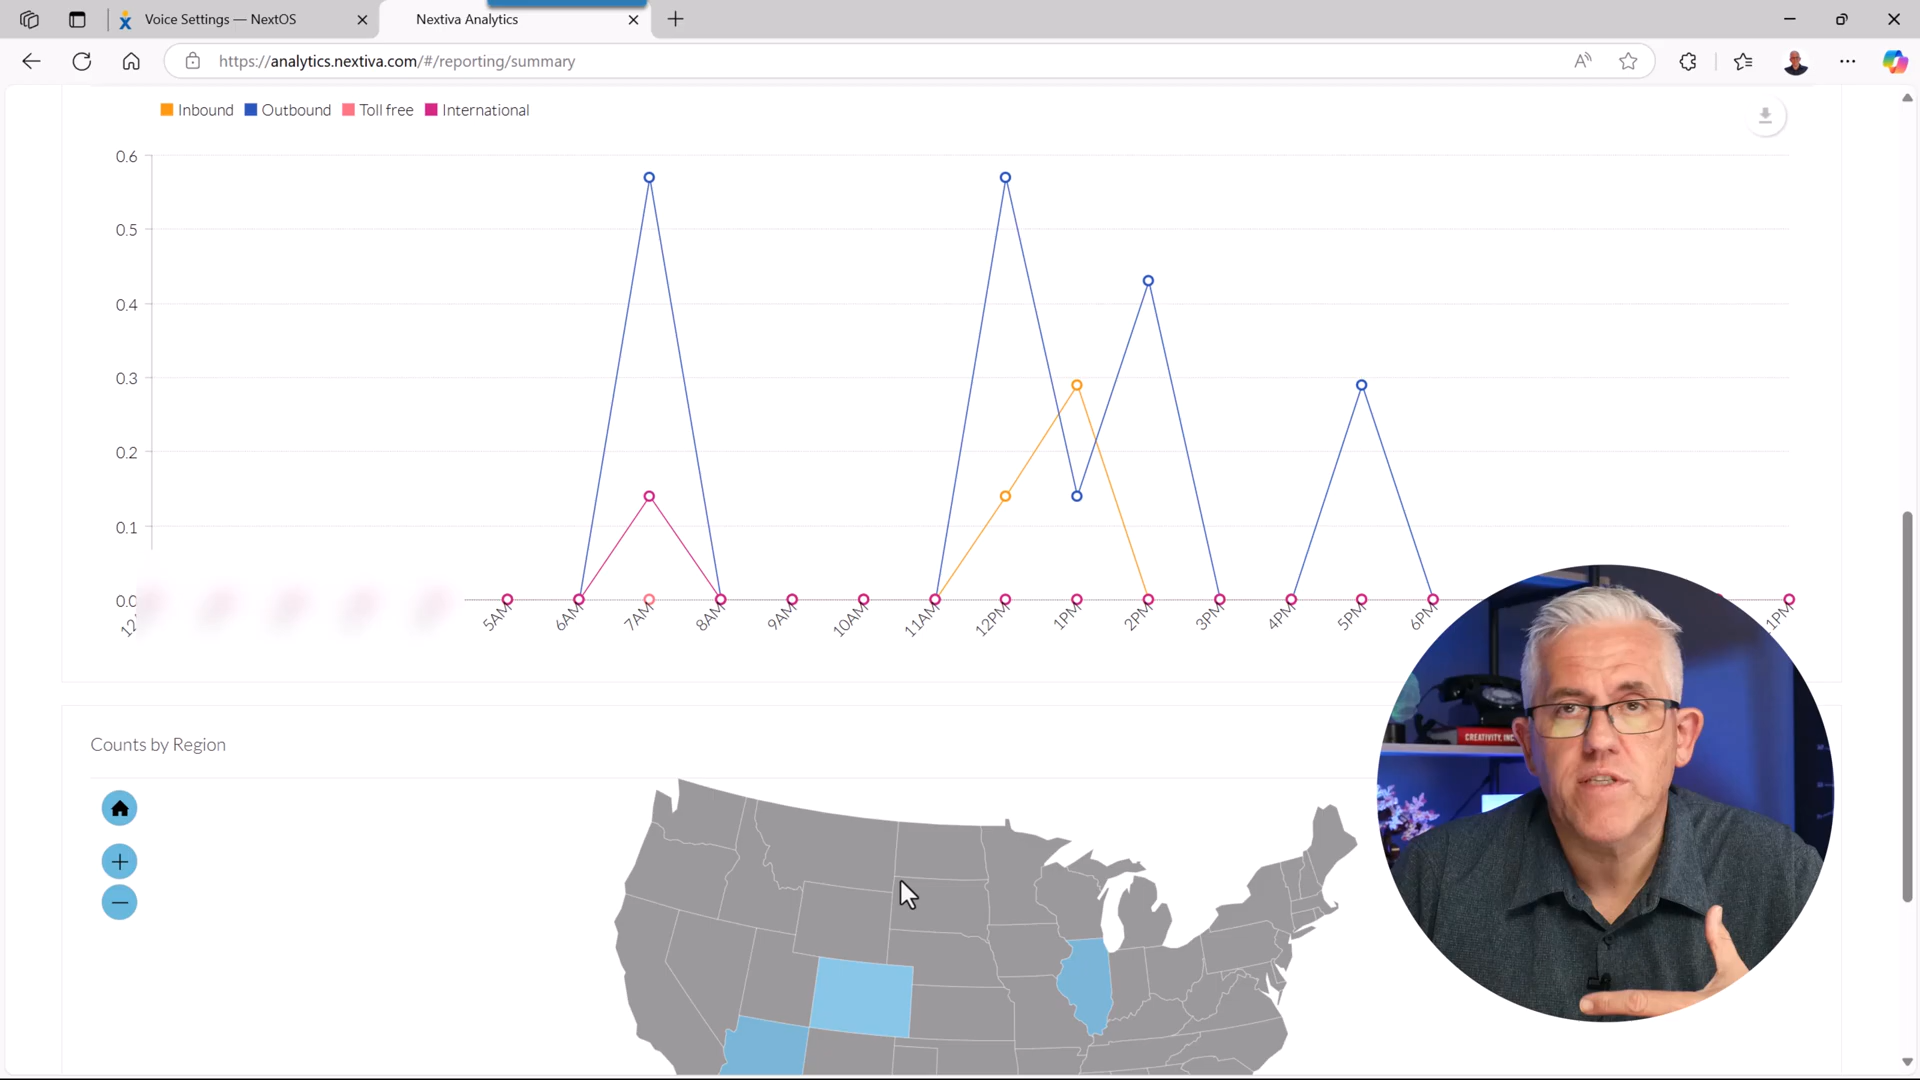 Voice Settings — NextOS
Nextiva Analytics
https://analytics.nextiva.com/#/reporting/summary
Inbound Outbound Toll free International
0.6
0.5
0.4
0.3
0.2
0.1
0.0
5AM 6AM 7AM 8AM 9AM 10AM 11AM 12PM 1PM 2PM 3PM 4PM 5PM 6PM
CREATIVITY, INC.
Counts by Region